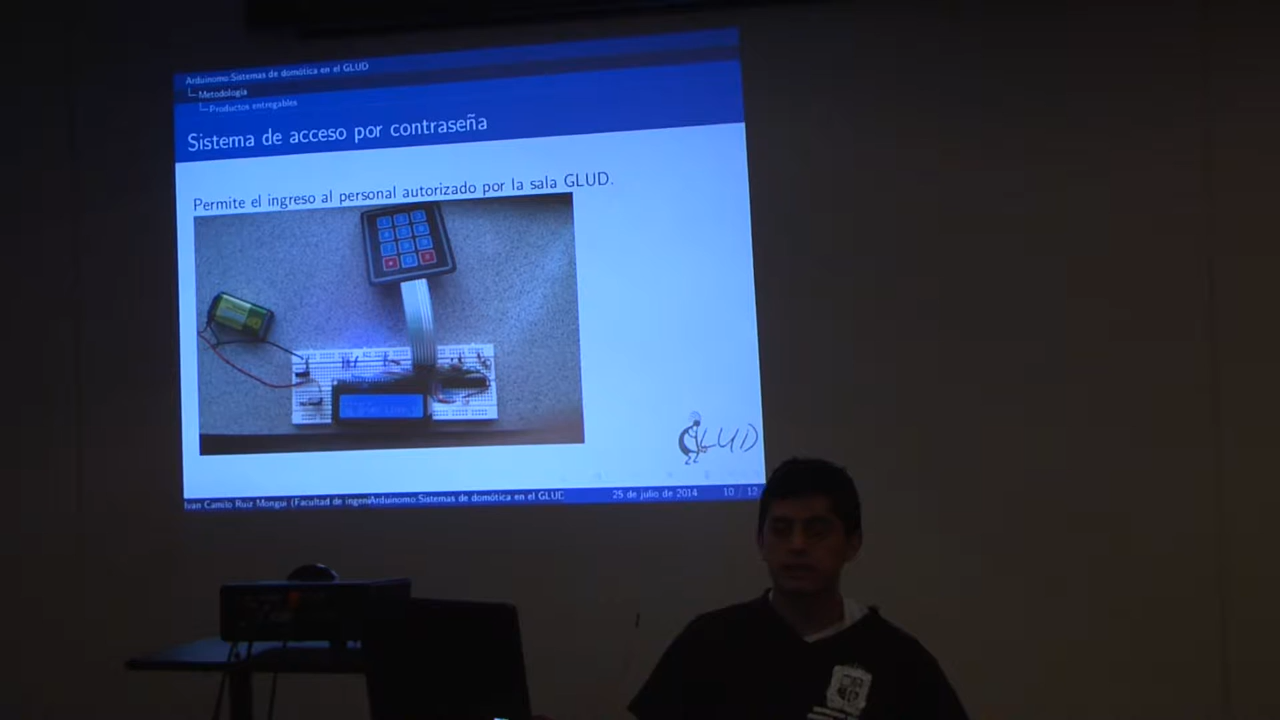 Arduinomo:Sistemas de domótica en el GLUD
Metodología
Productos entregables
Sistema de acceso por contraseña
Permite el ingreso al personal autorizado por la sala GLUD.
GLUD
Ivan Camilo Ruiz Mongui (Facultad de ingeni
Arduinomo:Sistemas de domótica en el GLUD
25 de julio de 2014
10 / 12